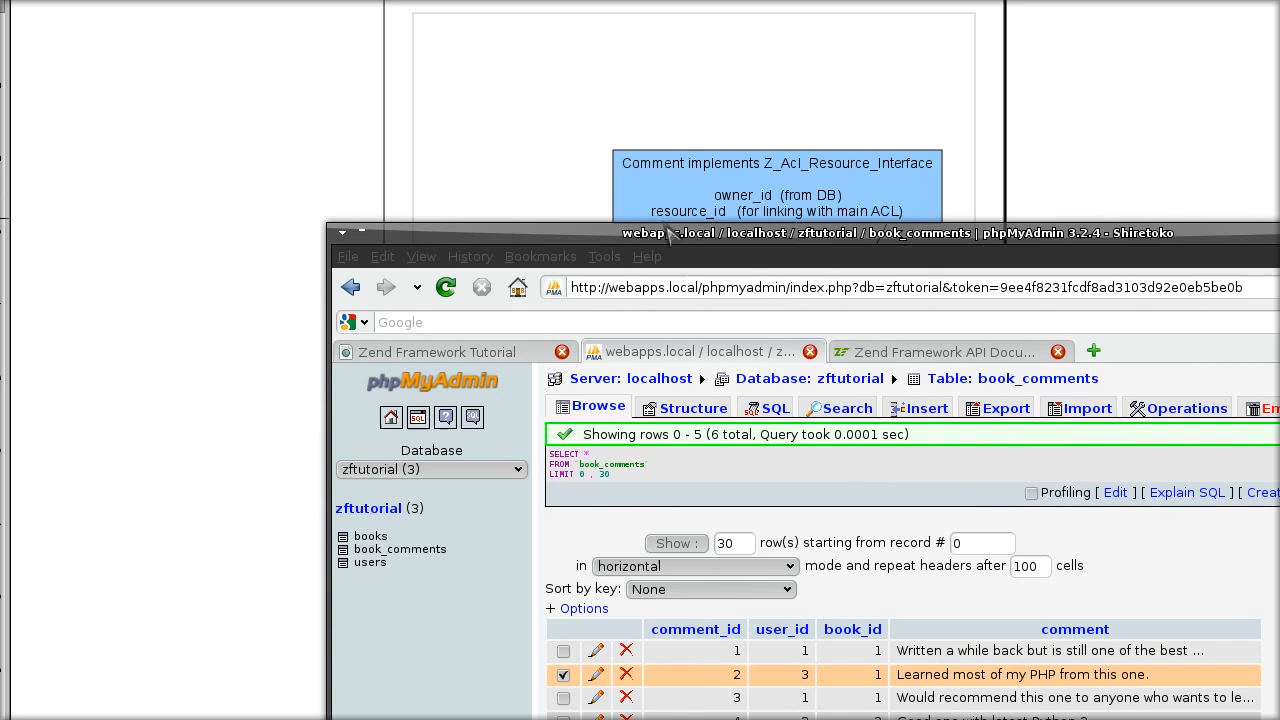 Comment implements Z_Acl_Resource_Interface
owner_id (from DB)
resource_id (for linking with main ACL)
webapps.local / localhost / zftutorial / book_comments | phpMyAdmin 3.2.4 - Shiretoko
File Edit View History Bookmarks Tools Help
PMA http://webapps.local/phpmyadmin/index.php?db=zftutorial&token=9ee4f8231fcdf8ad3103d92e0eb5be0b
Google
Zend Framework Tutorial
PMA webapps.local / localhost / z...
Zend Framework API Docu...
phpMyAdmin
Server: localhost Database: zftutorial Table: book_comments
Browse Structure SQL Search Insert Export Import Operations
SQL
Database
zftutorial (3)
zftutorial (3)
books
book_comments
users
Showing rows 0 - 5 (6 total, Query took 0.0001 sec)
SELECT *
FROM `book_comments`
LIMIT 0 , 30
Profiling [ Edit ] [ Explain SQL ] [ Creat
Show : 30 row(s) starting from record # 0
in horizontal mode and repeat headers after 100 cells
Sort by key: None
+ Options
comment_id user_id book_id comment
1 1 1 Written a while back but is still one of the best ...
2 3 1 Learned most of my PHP from this one.
3 1 1 Would recommend this one to anyone who wants to le...